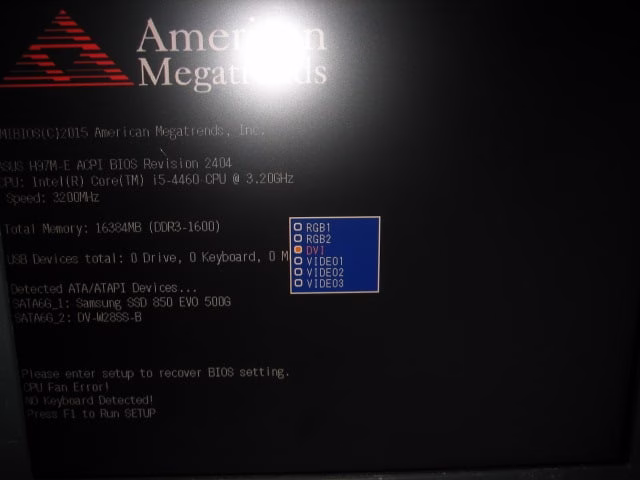 American
Megatrends
MIBIOS(C)2015 American Megatrends, Inc.
ASUS H97M-E ACPI BIOS Revision 2404
CPU: Intel(R) Core(TM) i5-4460 CPU @ 3.20GHz
Speed: 3200MHz
Total Memory: 16384MB (DDR3-1600)
USB Devices total: 0 Drive, 0 Keyboard, 0 M
RGB1
RGB2
DVI
VIDEO1
VIDEO2
VIDEO3
Detected ATA/ATAPI Devices...
SATA6G_1: Samsung SSD 850 EVO 500G
SATA6G_2: DV-W28SS-B
Please enter setup to recover BIOS setting.
CPU Fan Error!
NO Keyboard Detected!
Press F1 to Run SETUP